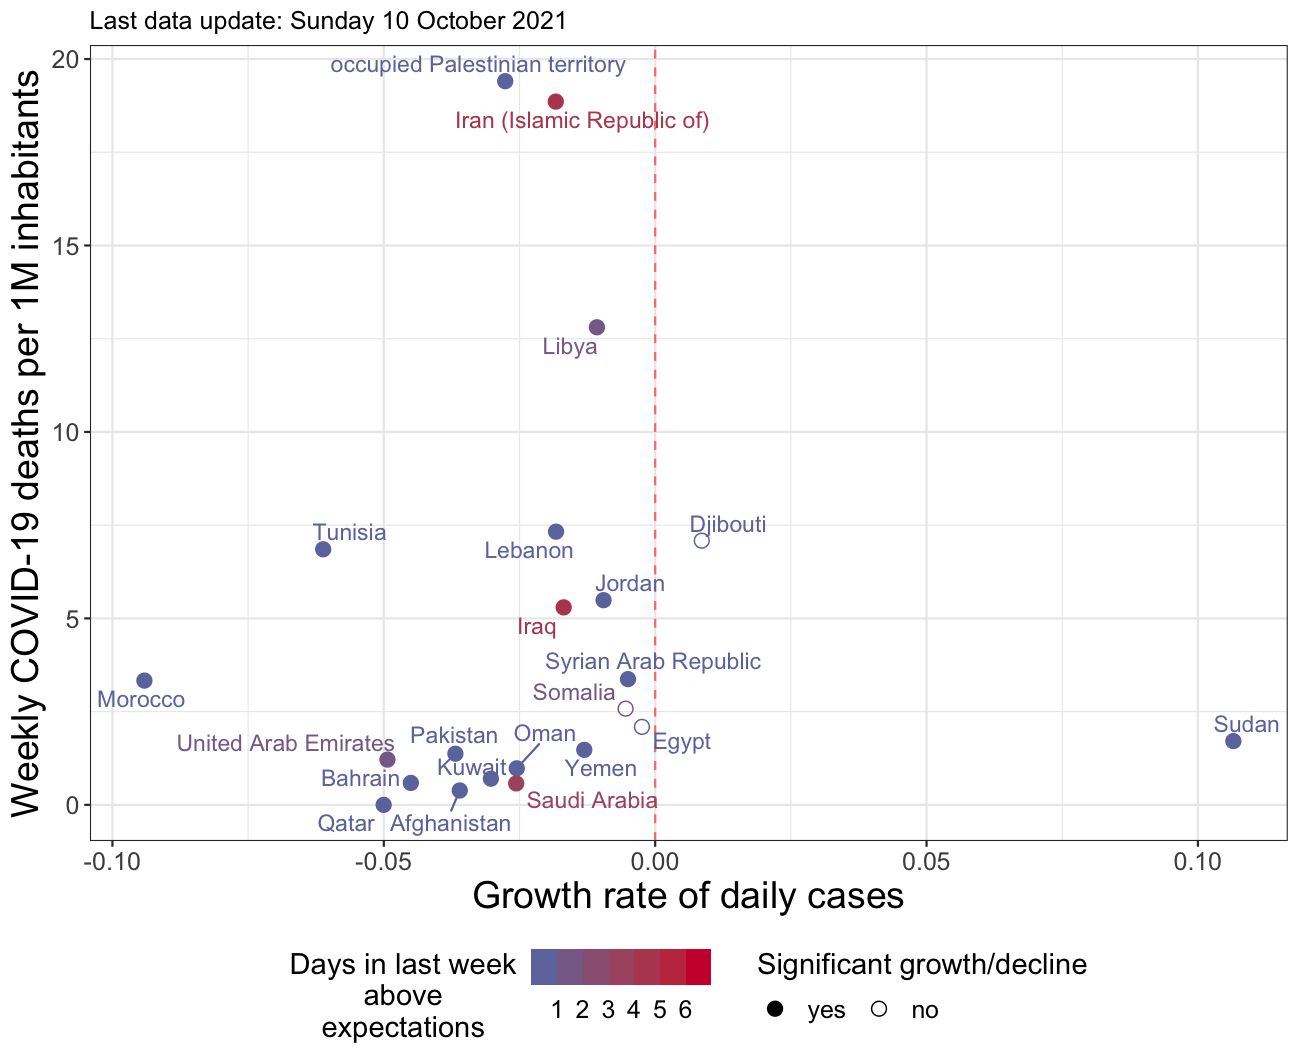 Last data update: Sunday 10 October 2021
Weekly COVID-19 deaths per 1M inhabitants
20
15
10
5
0
occupied Palestinian territory
Iran (Islamic Republic of)
Libya
Djibouti
Tunisia
Lebanon
Jordan
Iraq
Syrian Arab Republic
Somalia
Morocco
Sudan
Pakistan
Oman
United Arab Emirates
Egypt
Kuwait
Yemen
Bahrain
Saudi Arabia
Qatar
Afghanistan
-0.10
-0.05
0.00
0.05
0.10
Growth rate of daily cases
Days in last week
above
expectations
1 2 3 4 5 6
Significant growth/decline
yes
no